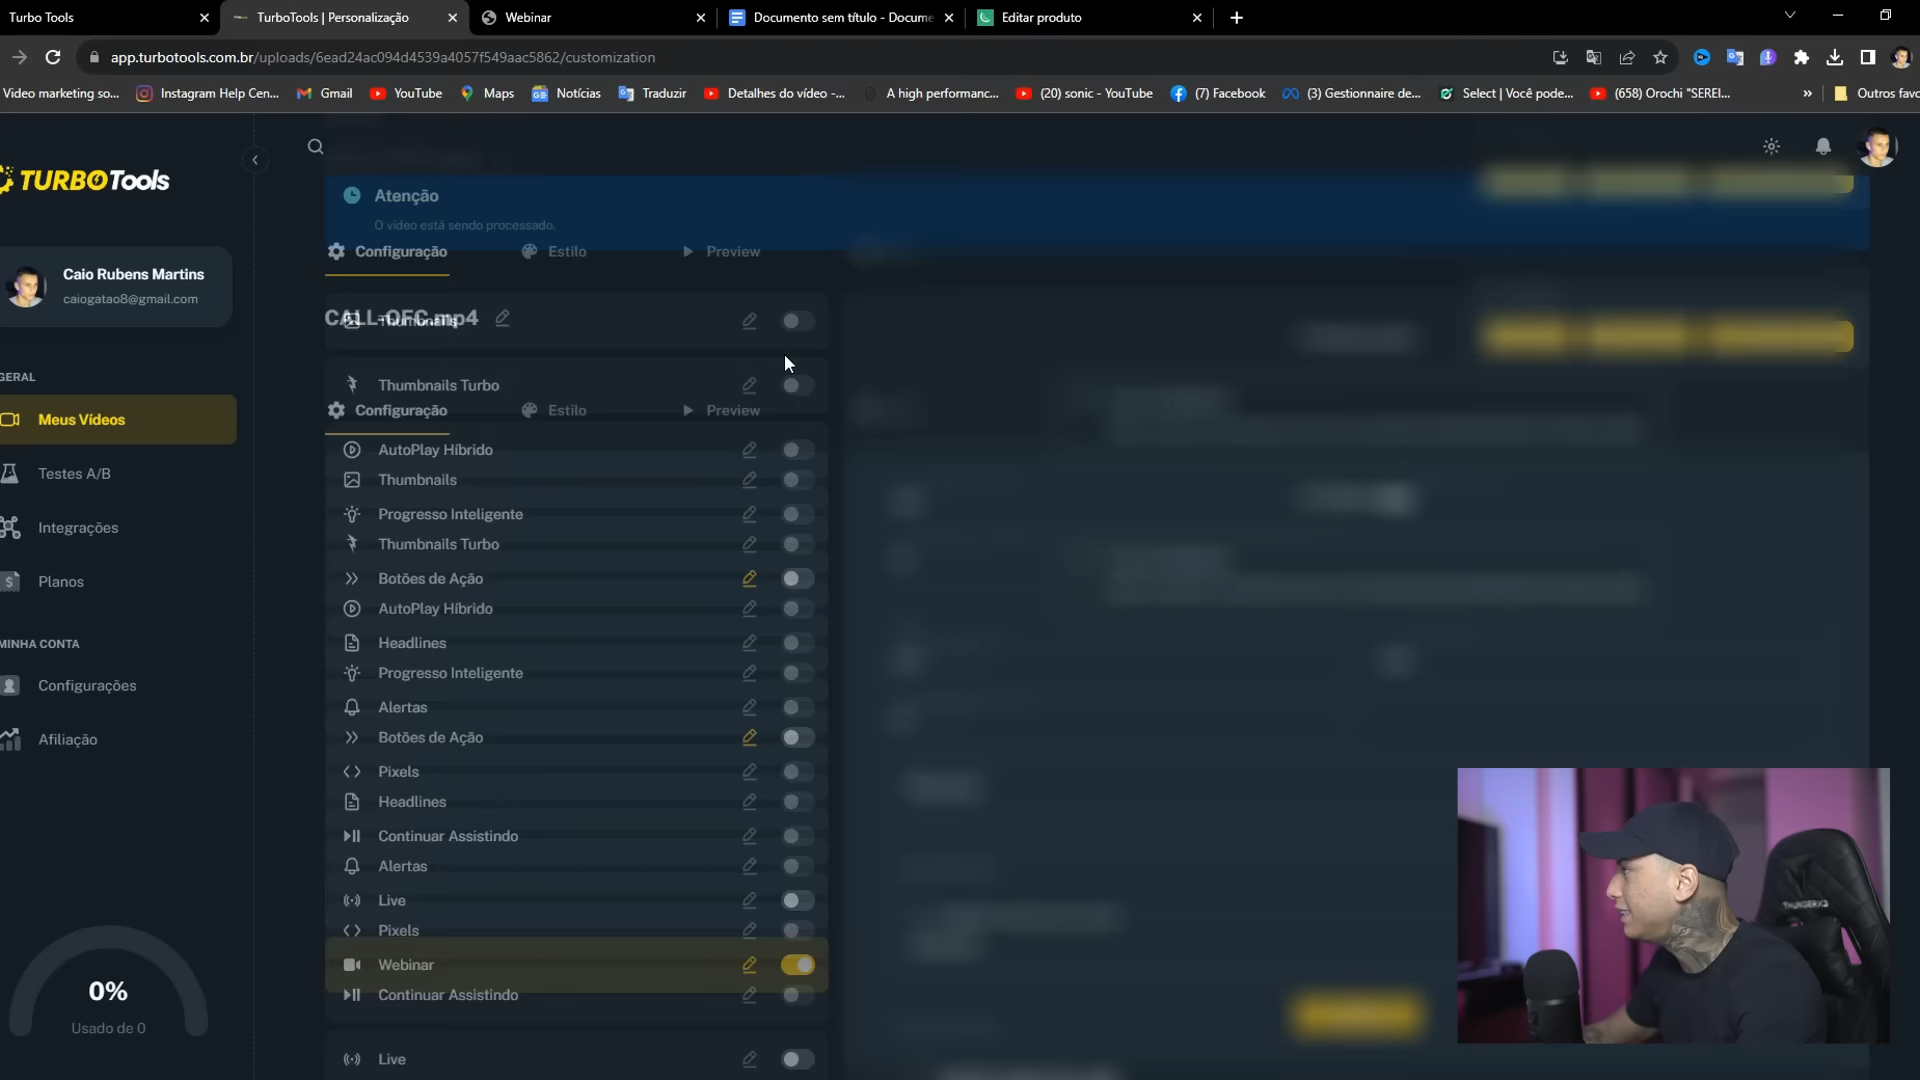 Turbo Tools
TurboTools | Personalização
Webinar
Documento sem título - Docume
Editar produto
app.turbotools.com.br/uploads/6ead24ac094d4539a4057f549aac5862/customization
Video marketing so...
Instagram Help Cen...
Gmail
YouTube
Maps
Notícias
Traduzir
Detalhes do vídeo -...
A high performanc...
(20) sonic - YouTube
(7) Facebook
(3) Gestionnaire de...
Select | Você pode...
(658) Orochi "SEREI...
Outros favo
TURBOTools
Atenção
O vídeo está sendo processado.
Configuração
Estilo
Preview
Caio Rubens Martins
caiogatao8@gmail.com
CALL-OFC.mp4
Thumbnails
GERAL
Thumbnails Turbo
Configuração
Estilo
Preview
Meus Vídeos
AutoPlay Híbrido
Testes A/B
Thumbnails
Progresso Inteligente
Integrações
Thumbnails Turbo
Planos
Botões de Ação
AutoPlay Híbrido
MINHA CONTA
Headlines
Progresso Inteligente
Configurações
Alertas
Afiliação
Botões de Ação
Pixels
Headlines
Continuar Assistindo
Alertas
Live
Pixels
Webinar
Continuar Assistindo
0%
Usado de 0
Live
THUNDERX3